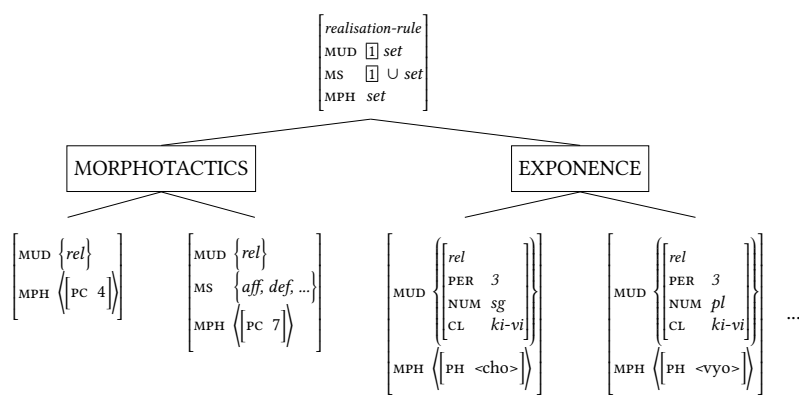 realisation-rule
MUD 1 set
MS 1 ∪ set
MPH set
MORPHOTACTICS
EXPONENCE
MUD {rel}
MPH ⟨[PC 4]⟩
MUD {rel}
MS {aff, def, ...}
MPH ⟨[PC 7]⟩
rel
PER 3
MUD
NUM sg
CL ki-vi
MPH ⟨[PH <cho>]⟩
rel
PER 3
MUD
NUM pl
CL ki-vi
MPH ⟨[PH <vyo>]⟩
...